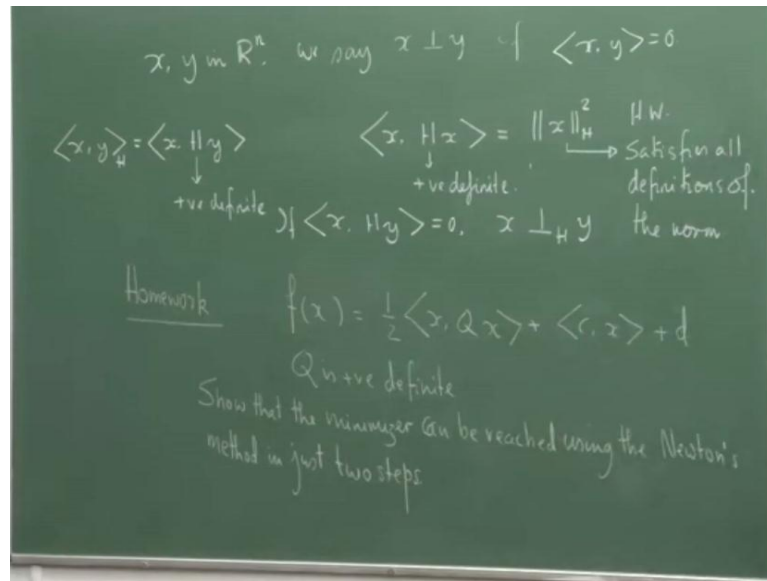 x, y in Rⁿ. we say x ⊥ y if <x, y> = 0.
<x, y>_H = <x, Hy>
↓
+ve definite
<x, Hx> = ||x||²_H
↓
+ve definite.
H W.
→ Satisfies all
definitions of.
the norm
If <x, Hy> = 0. x ⊥_H y
Homework
f(x) = 1/2 <x, Qx> + <c, x> + d
Q is +ve definite
Show that the minimizer can be reached using the Newton's
method in just two steps